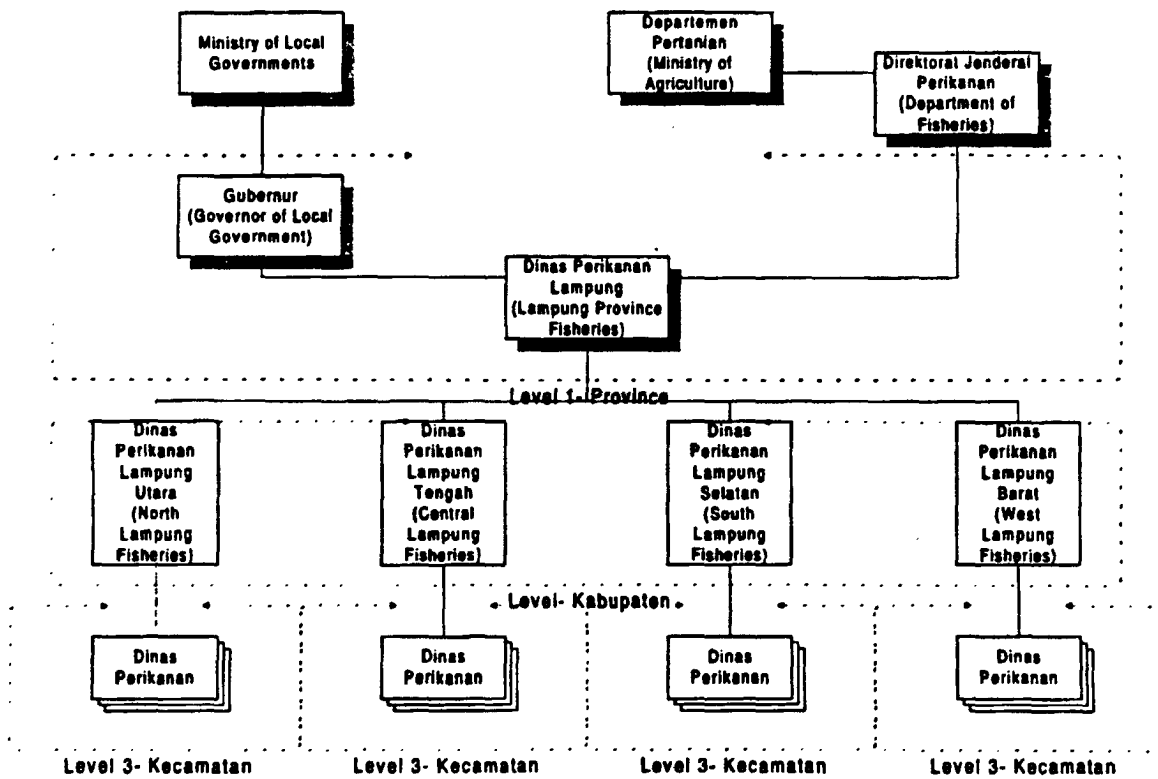 Ministry of Local
Governments
Departemen
Pertanian
(Ministry of
Agriculture)
Direktorat Jenderal
Perikanan
(Department of
Fisheries)
Gubernur
(Governor of Local
Government)
Dinas Perikanan
Lampung
(Lampung Province
Fisheries)
Level 1- Province
Dinas
Perikanan
Lampung
Utara
(North
Lampung
Fisheries)
Dinas
Perikanan
Lampung
Tengah
(Central
Lampung
Fisheries)
Dinas
Perikanan
Lampung
Selatan
(South
Lampung
Fisheries)
Dinas
Perikanan
Lampung
Barat
(West
Lampung
Fisheries)
Level- Kabupaten
Dinas
Perikanan
Dinas
Perikanan
Dinas
Perikanan
Dinas
Perikanan
Level 3- Kecamatan
Level 3- Kecamatan
Level 3- Kecamatan
Level 3- Kecamatan